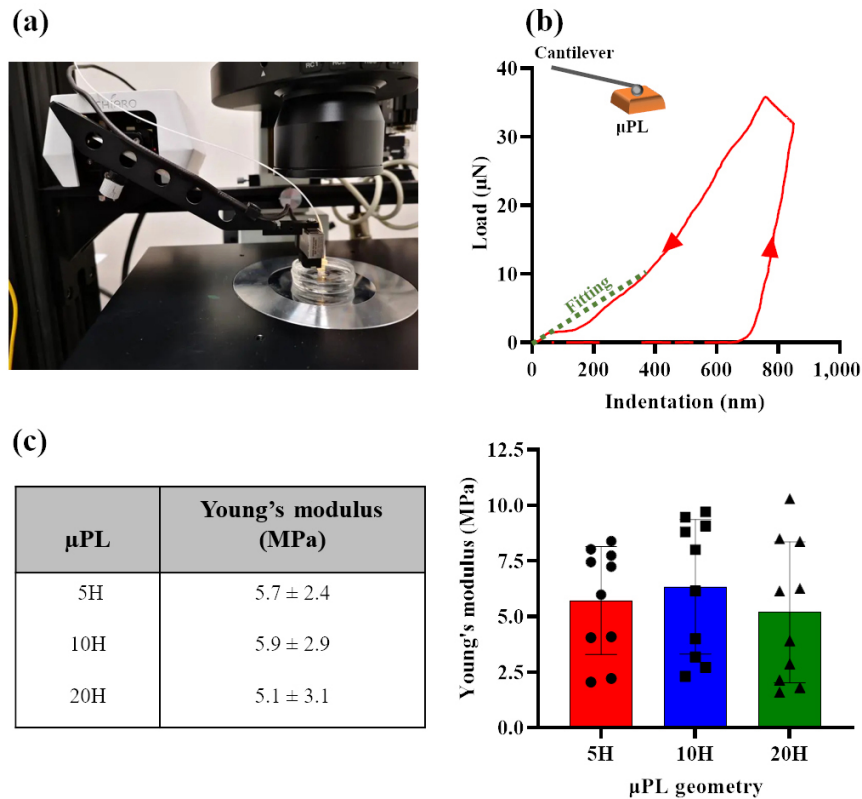 (a)
(b)
RC1 RC2
Cantilever
µPL
Load (µN)
40
30
20
10
0
Fitting
0 200 400 600 800 1,000
Indentation (nm)
(c)
µPL Young’s modulus (MPa)
5H 5.7 ± 2.4
10H 5.9 ± 2.9
20H 5.1 ± 3.1
Young's modulus (MPa)
12.5
10.0
7.5
5.0
2.5
0.0
5H 10H 20H
µPL geometry